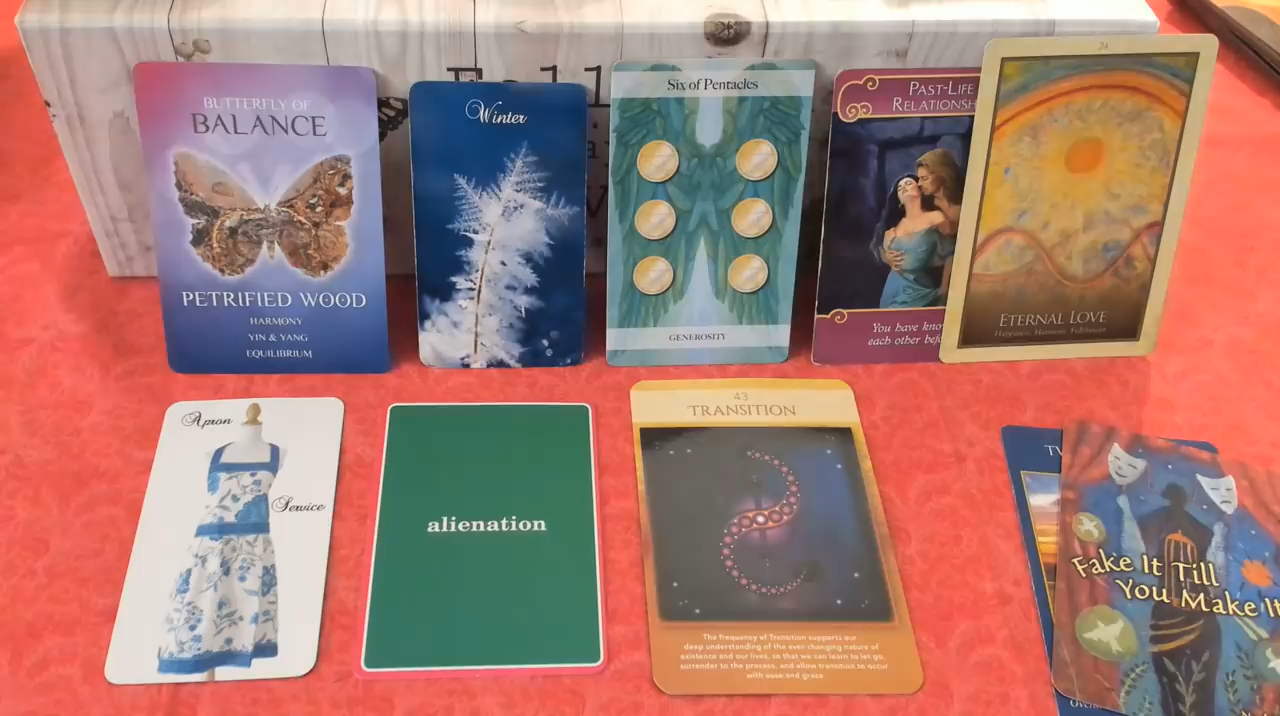 BUTTERFLY OF
BALANCE
PETRIFIED WOOD
HARMONY
YIN & YANG
EQUILIBRIUM
Winter
Six of Pentacles
GENEROSITY
PAST-LIFE
You have
each other
34
ETERNAL LOVE
Happiness, Harmony, Fulfillment
Apron
Service
alienation
43
TRANSITION
The frequency of Transition supports our
deep understanding of the ever-changing nature of
existence and our lives, so that we can learn to let go,
surrender to the process, and allow transition to occur
with ease and grace
Fake It Till
You Make It